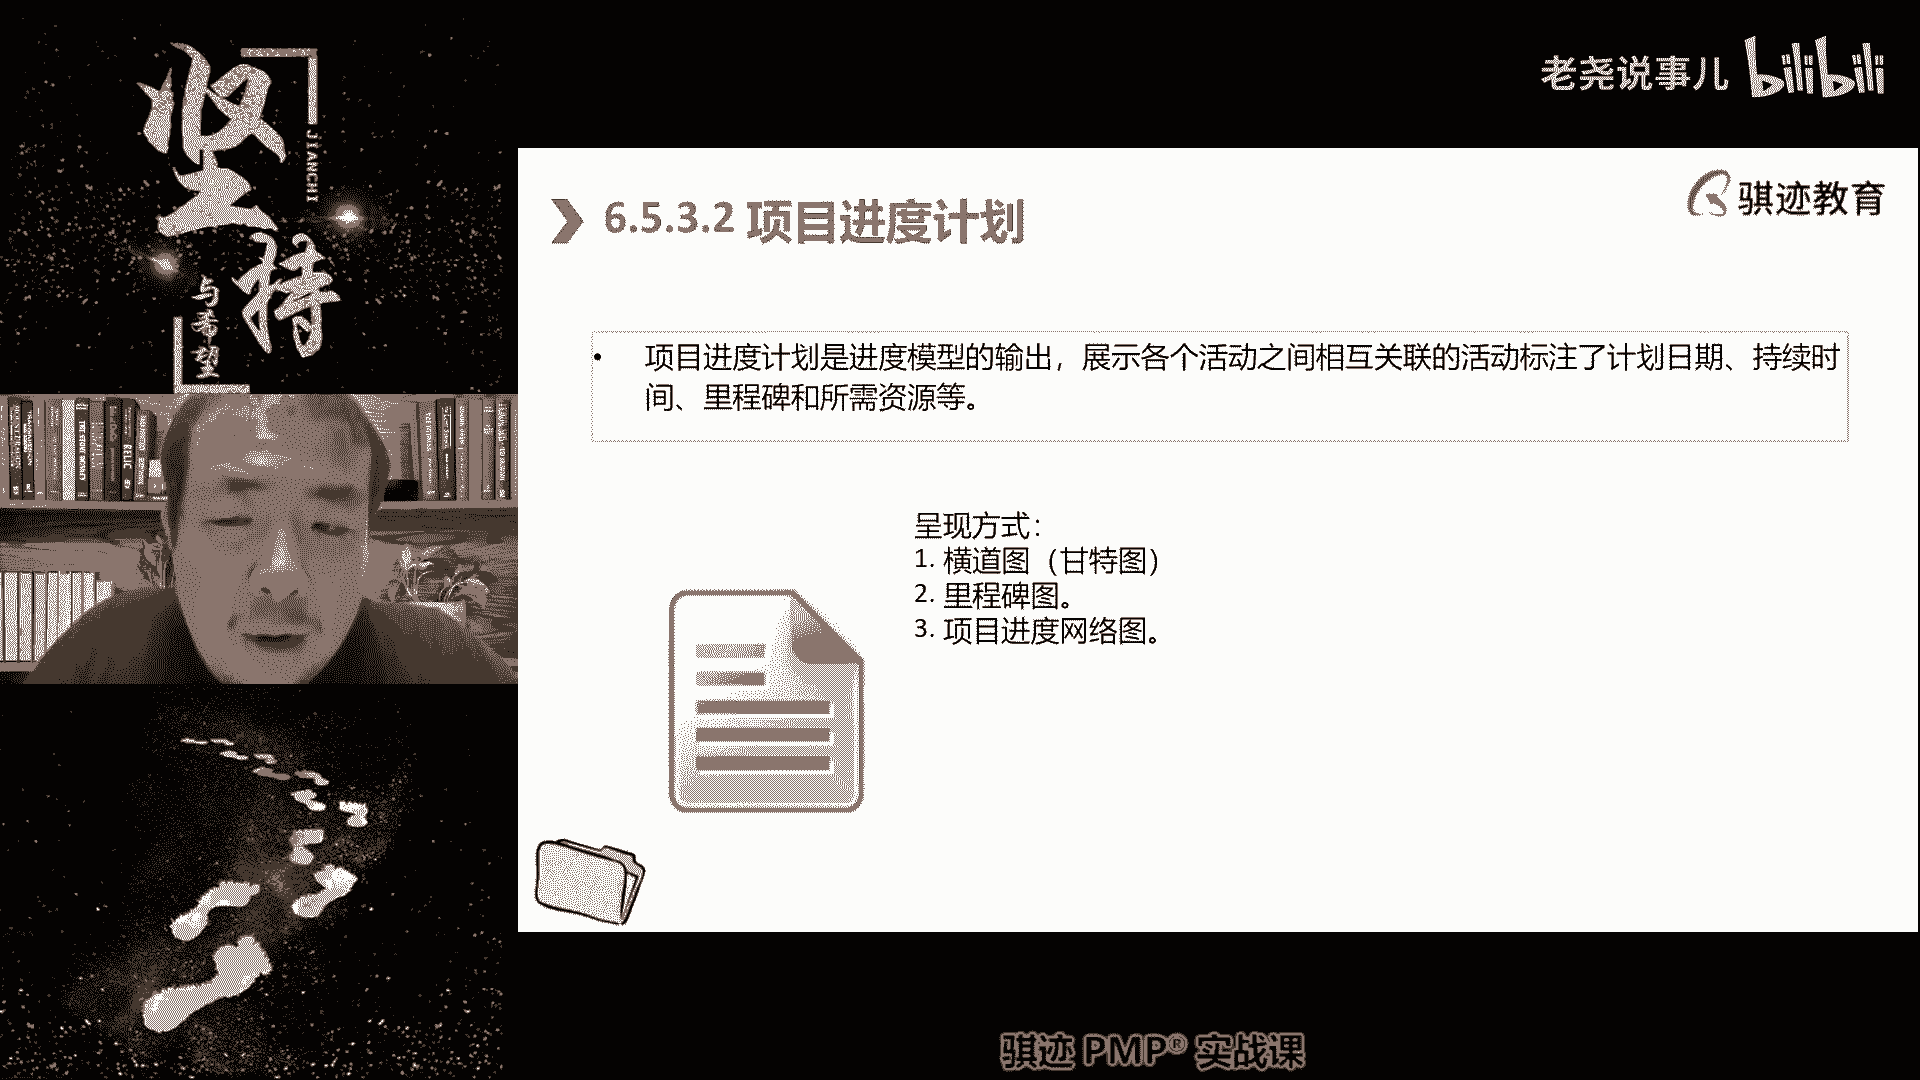 坚持
JIANCHI
与希望
老尧说事儿 bilibili
骐迹教育
6.5.3.2 项目进度计划
• 项目进度计划是进度模型的输出，展示各个活动之间相互关联的活动标注了计划日期、持续时
间、里程碑和所需资源等。
呈现方式：
1. 横道图（甘特图）
2. 里程碑图。
3. 项目进度网络图。
RELIC
骐迹 PMP® 实战课